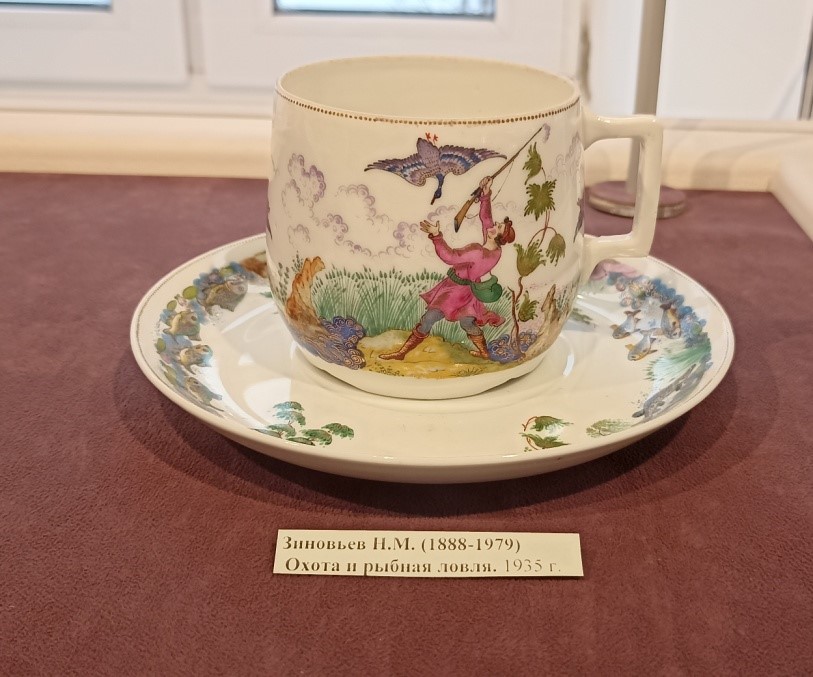 Зиновьев Н.М. (1888-1979)
Охота и рыбная ловля. 1935 г.